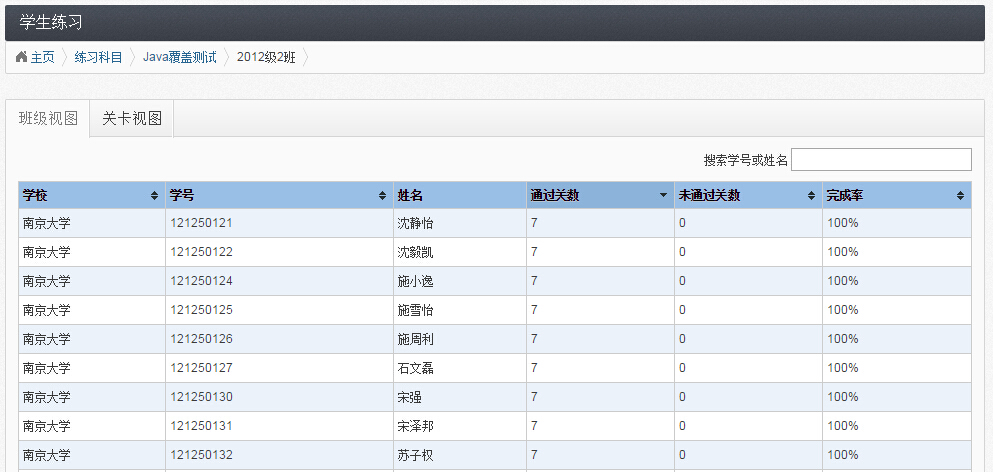 学生练习
主页 练习科目 Java覆盖测试 2012级2班
班级视图 关卡视图
搜索学号或姓名
学校 学号 姓名 通过关数 未通过关数 完成率
南京大学 121250121 沈静怡 7 0 100%
南京大学 121250122 沈毅凯 7 0 100%
南京大学 121250124 施小逸 7 0 100%
南京大学 121250125 施雪怡 7 0 100%
南京大学 121250126 施周利 7 0 100%
南京大学 121250127 石文磊 7 0 100%
南京大学 121250130 宋强 7 0 100%
南京大学 121250131 宋泽邦 7 0 100%
南京大学 121250132 苏子权 7 0 100%